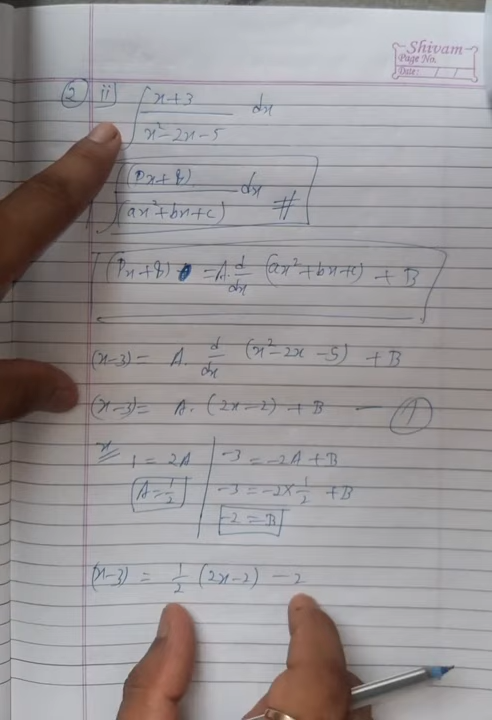 Shivam
Page No.
Date: / /
② ii] ∫ x+3 / x²-2x-5 dx
∫ (px+q) / (ax²+bx+c) dx #
(px+q) = A. d/dx (ax²+bx+c) + B
(x-3) = A. d/dx (x²-2x-5) + B
(x-3) = A. (2x-2) + B — ①
x 1 = 2A | -3 = -2A + B
A = 1/2 | -3 = -2×1/2 + B
-2 = B
(x-3) = 1/2 (2x-2) -2